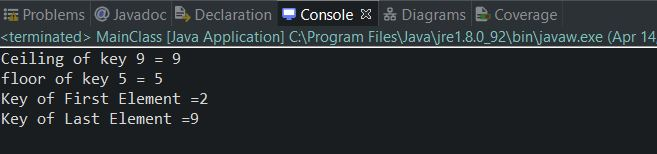 Problems @ Javadoc Declaration Console Diagrams Coverage
<terminated> MainClass [Java Application] C:\Program Files\Java\jre1.8.0_92\bin\javaw.exe (Apr 14
Ceiling of key 9 = 9
floor of key 5 = 5
Key of First Element =2
Key of Last Element =9